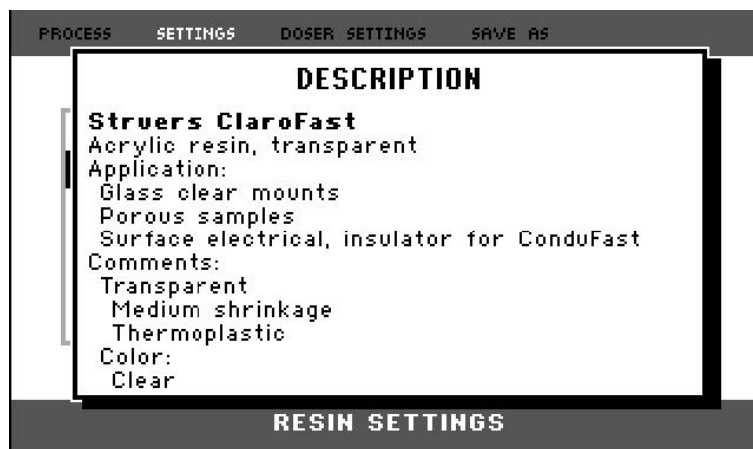 PROCESS SETTINGS DOSER SETTINGS SAVE AS
DESCRIPTION
Struers ClaroFast
Acrylic resin, transparent
Application:
Glass clear mounts
Porous samples
Surface electrical, insulator for ConduFast
Comments:
Transparent
Medium shrinkage
Thermoplastic
Color:
Clear
RESIN SETTINGS